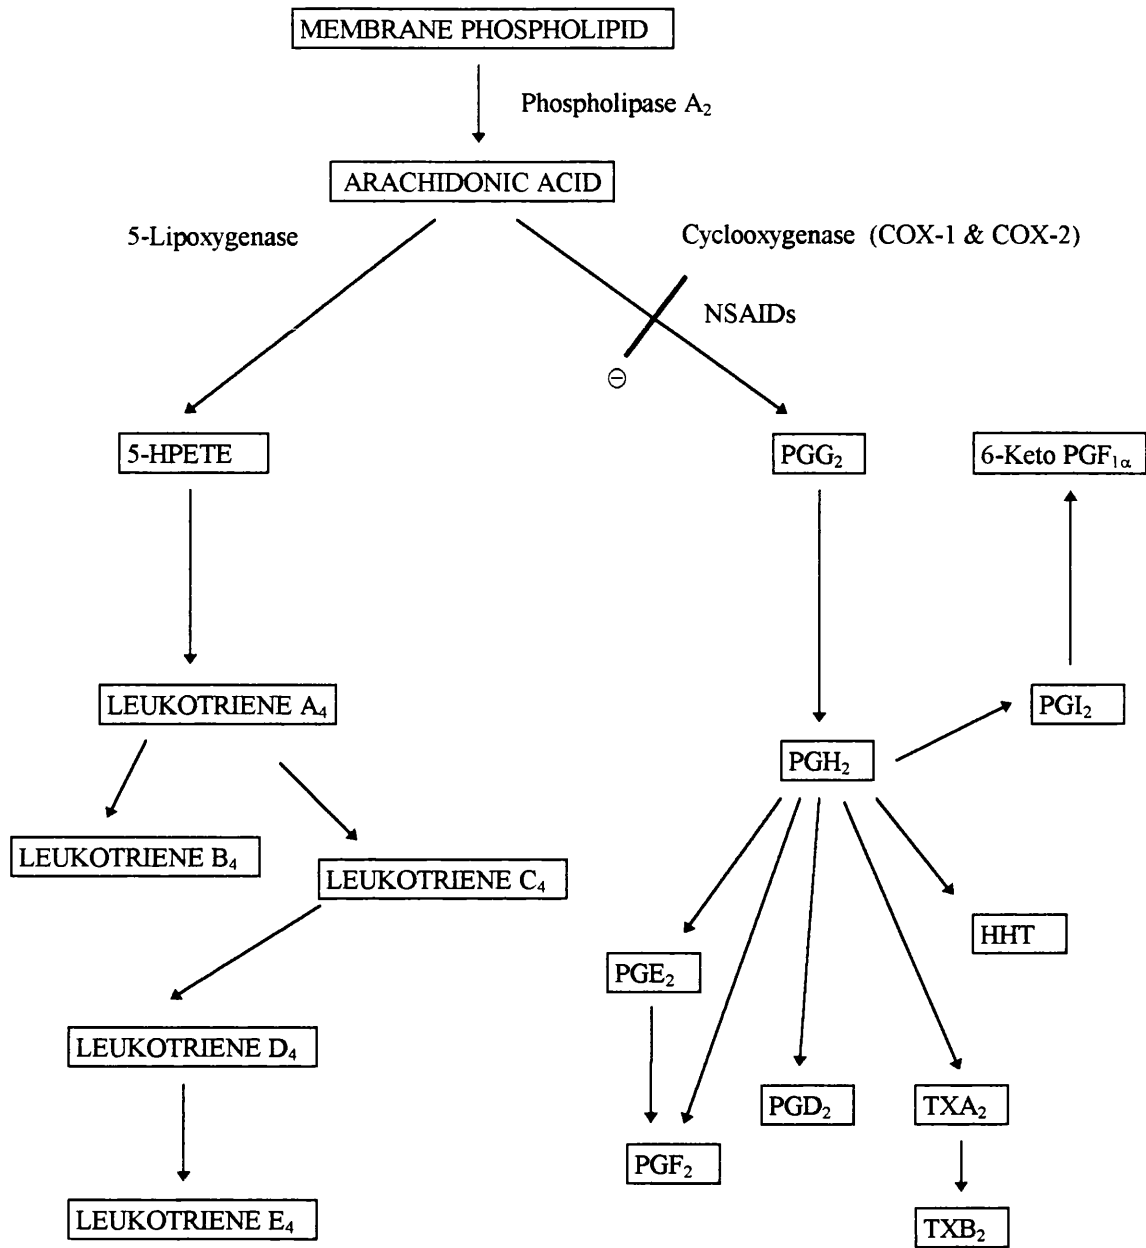 MEMBRANE PHOSPHOLIPID
Phospholipase A₂
ARACHIDONIC ACID
5-Lipoxygenase
Cyclooxygenase (COX-1 & COX-2)
NSAIDs
⊖
5-HPETE
PGG₂
6-Keto PGF₁α
LEUKOTRIENE A₄
PGI₂
PGH₂
LEUKOTRIENE B₄
LEUKOTRIENE C₄
HHT
PGE₂
LEUKOTRIENE D₄
PGD₂
TXA₂
PGF₂
LEUKOTRIENE E₄
TXB₂